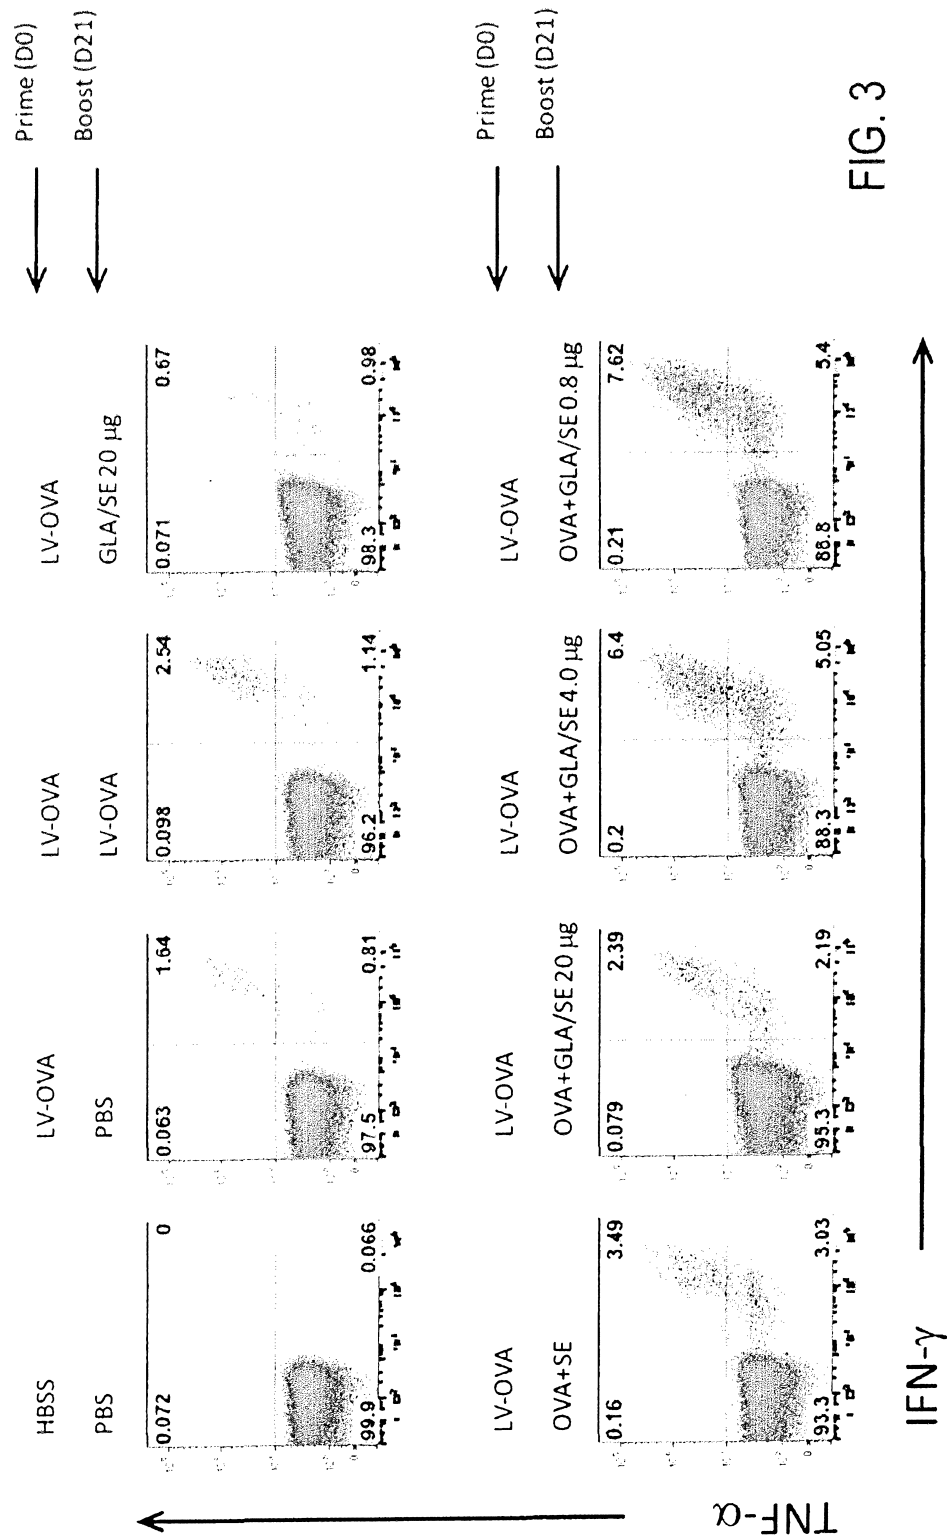 HBSS LV-OVA LV-OVA LV-OVA Prime (D0)
PBS PBS LV-OVA GLA/SE 20 µg Boost (D21)
0.072 0 0.063 1.64 0.098 2.54 0.071 0.67
99.9 0.066 97.5 0.81 96.2 1.14 98.3 0.98
LV-OVA LV-OVA LV-OVA LV-OVA Prime (D0)
OVA+SE OVA+GLA/SE 20 µg OVA+GLA/SE 4.0 µg OVA+GLA/SE 0.8 µg Boost (D21)
0.16 3.49 0.079 2.39 0.2 6.4 0.21 7.62
93.3 3.03 95.3 2.19 88.3 5.05 86.8 5.4
TNF-α
IFN-γ
FIG. 3